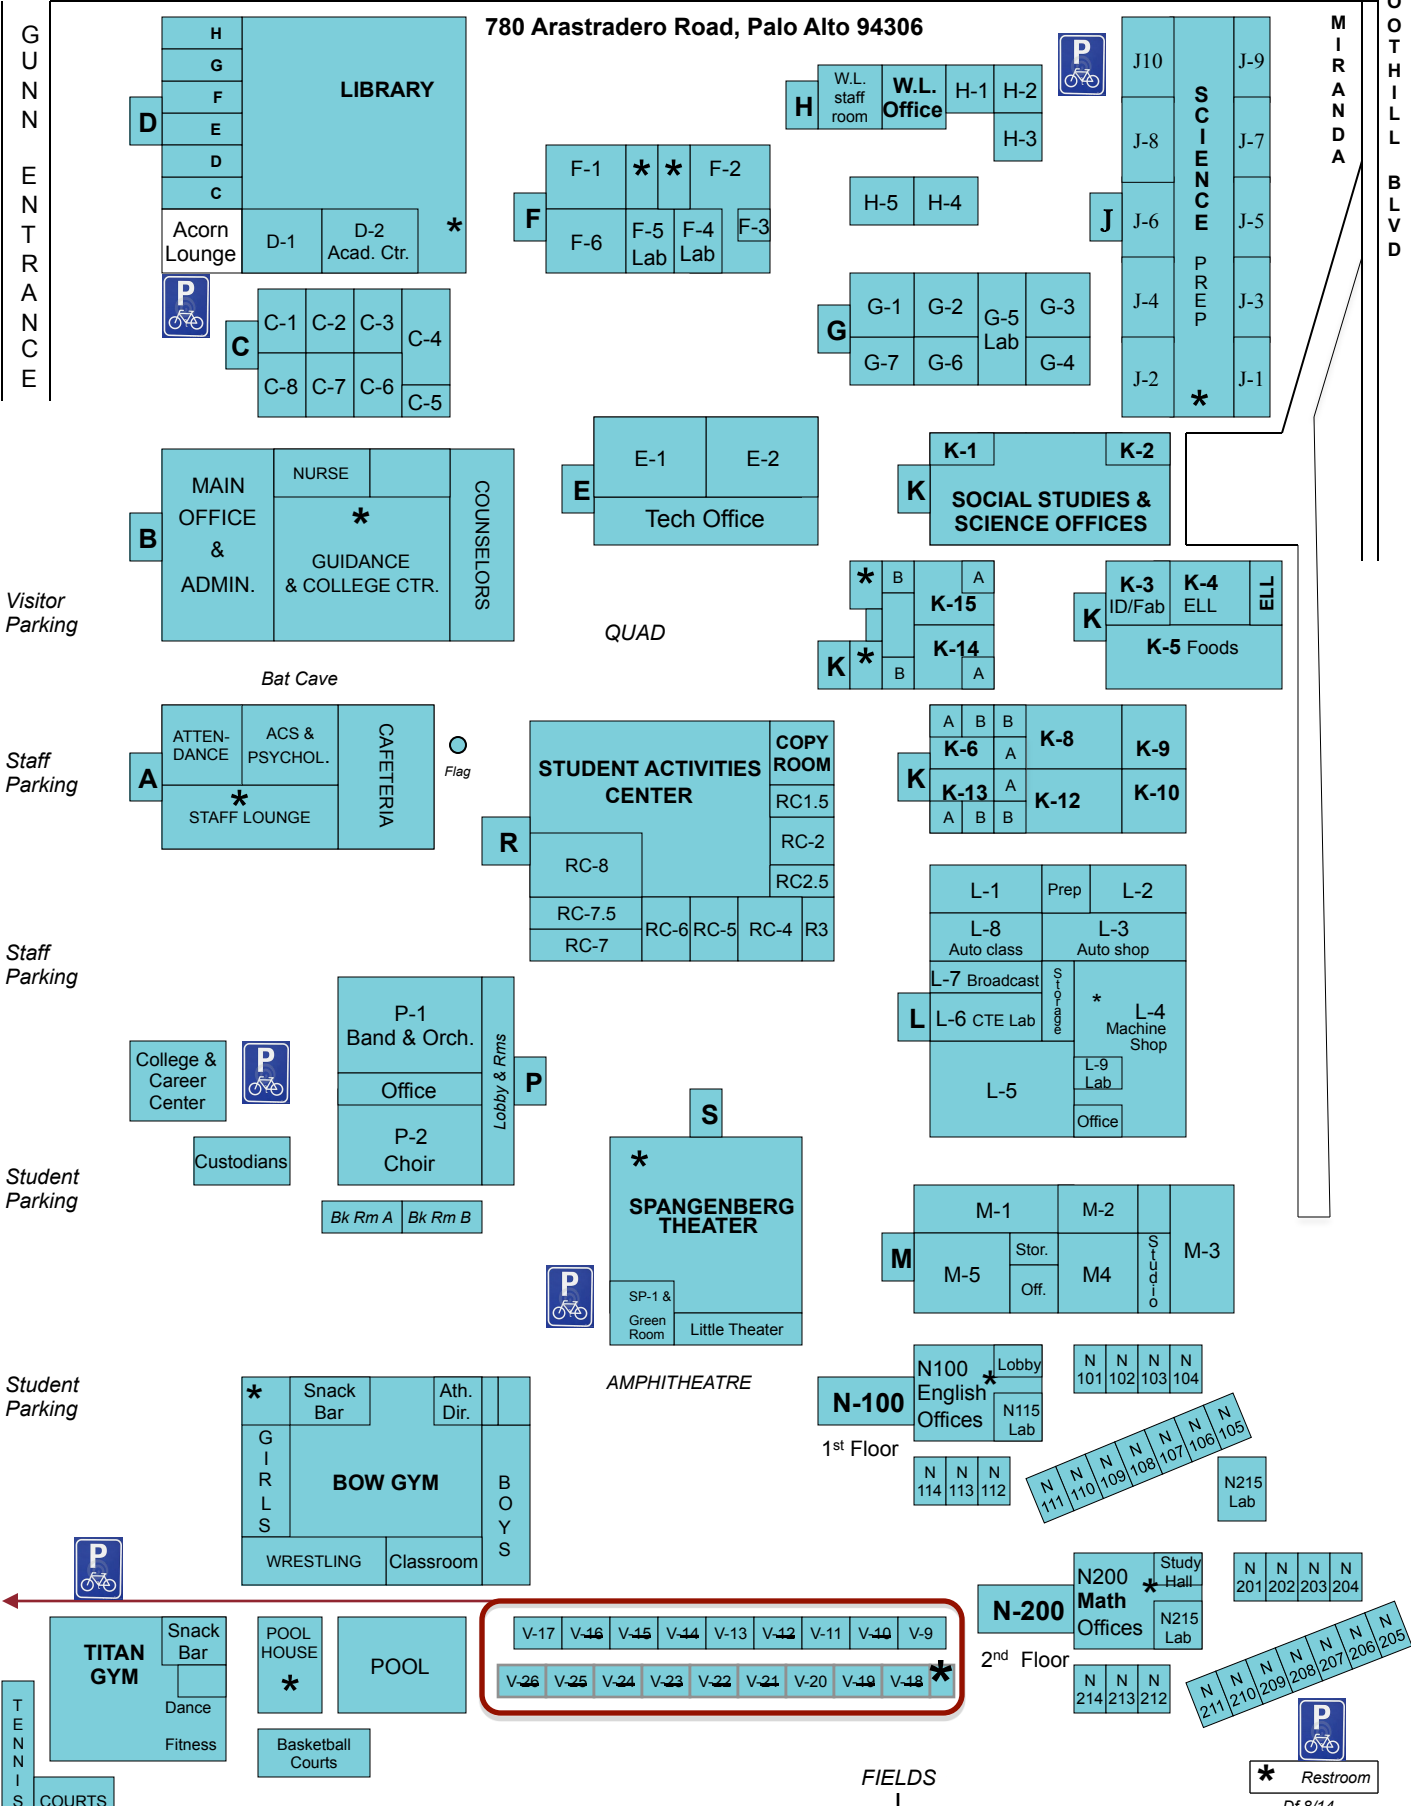 780 Arastradero Road, Palo Alto 94306
GUNN ENTRANCE
MIRANDA
OOTHILL BLVD
D
H
G
F
E
D
C
LIBRARY
*
Acorn
Lounge
D-1
D-2
Acad. Ctr.
P
C
C-1
C-2
C-3
C-4
C-8
C-7
C-6
C-5
F
F-1
*
*
F-2
F-6
F-5
Lab
F-4
Lab
F-3
H
W.L.
staff
room
W.L.
Office
H-1
H-2
H-3
H-5
H-4
P
G
G-1
G-2
G-5
Lab
G-3
G-7
G-6
G-4
J
J10
J-9
J-8
J-7
J-6
J-5
J-4
J-3
J-2
J-1
SCIENCE
PREP
*
B
MAIN
OFFICE
&
ADMIN.
NURSE
*
GUIDANCE
& COLLEGE CTR.
COUNSELORS
E
E-1
E-2
Tech Office
K
K-1
K-2
SOCIAL STUDIES &
SCIENCE OFFICES
Visitor
Parking
QUAD
Bat Cave
K
*
B
A
K-15
*
K-14
B
A
K
K-3
ID/Fab
K-4
ELL
ELL
K-5 Foods
Staff
Parking
A
ATTEN-
DANCE
ACS &
PSYCHOL.
CAFETERIA
*
STAFF LOUNGE
Flag
R
STUDENT ACTIVITIES
CENTER
COPY
ROOM
RC1.5
RC-2
RC2.5
RC-8
RC-7.5
RC-7
RC-6
RC-5
RC-4
R3
K
A
B
B
K-6
A
K-8
K-9
K-13
A
K-12
K-10
A
B
B
Staff
Parking
L
L-1
Prep
L-2
L-8
Auto class
L-3
Auto shop
L-7 Broadcast
L-6 CTE Lab
Storage
*
L-4
Machine
Shop
L-5
L-9
Lab
Office
College &
Career
Center
P
Custodians
P-1
Band & Orch.
Office
P-2
Choir
Lobby & Rms
P
Bk Rm A
Bk Rm B
Student
Parking
S
*
SPANGENBERG
THEATER
SP-1 &
Green
Room
Little Theater
P
AMPHITHEATRE
M
M-1
M-2
M-5
Stor.
Off.
M4
Studio
M-3
Student
Parking
*
Snack
Bar
Ath.
Dir.
GIRLS
BOW GYM
BOYS
WRESTLING
Classroom
N-100
1st Floor
N100
English
Offices
*
Lobby
N115
Lab
N
101
N
102
N
103
N
104
N
105
N
106
N
107
N
108
N
109
N
110
N
111
N
114
N
113
N
112
N215
Lab
N-200
2nd Floor
N200
Math
Offices
*
Study
Hall
N215
Lab
N
201
N
202
N
203
N
204
N
205
N
206
N
207
N
208
N
209
N
210
N
211
N
214
N
213
N
212
P
P
TITAN
GYM
Snack
Bar
Dance
Fitness
POOL
HOUSE
*
POOL
Basketball
Courts
TENNIS
COURTS
V-17
V-16
V-15
V-14
V-13
V-12
V-11
V-10
V-9
V-26
V-25
V-24
V-23
V-22
V-21
V-20
V-19
V-18
*
FIELDS
* Restroom
Df 8/14